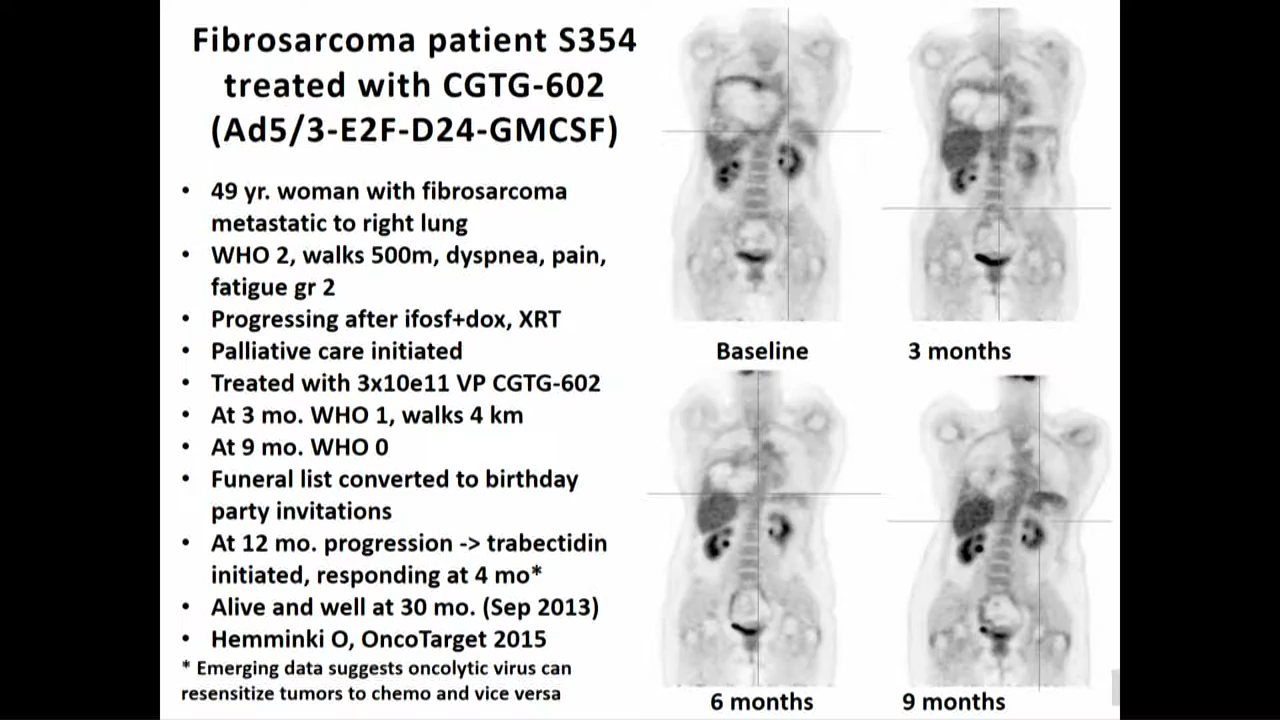 Fibrosarcoma patient S354
treated with CGTG-602
(Ad5/3-E2F-D24-GMCSF)
• 49 yr. woman with fibrosarcoma
metastatic to right lung
• WHO 2, walks 500m, dyspnea, pain,
fatigue gr 2
• Progressing after ifosf+dox, XRT
• Palliative care initiated
• Treated with 3x10e11 VP CGTG-602
• At 3 mo. WHO 1, walks 4 km
• At 9 mo. WHO 0
• Funeral list converted to birthday
party invitations
• At 12 mo. progression -> trabectidin
initiated, responding at 4 mo*
• Alive and well at 30 mo. (Sep 2013)
• Hemminki O, OncoTarget 2015
* Emerging data suggests oncolytic virus can
resensitize tumors to chemo and vice versa
Baseline
3 months
6 months
9 months